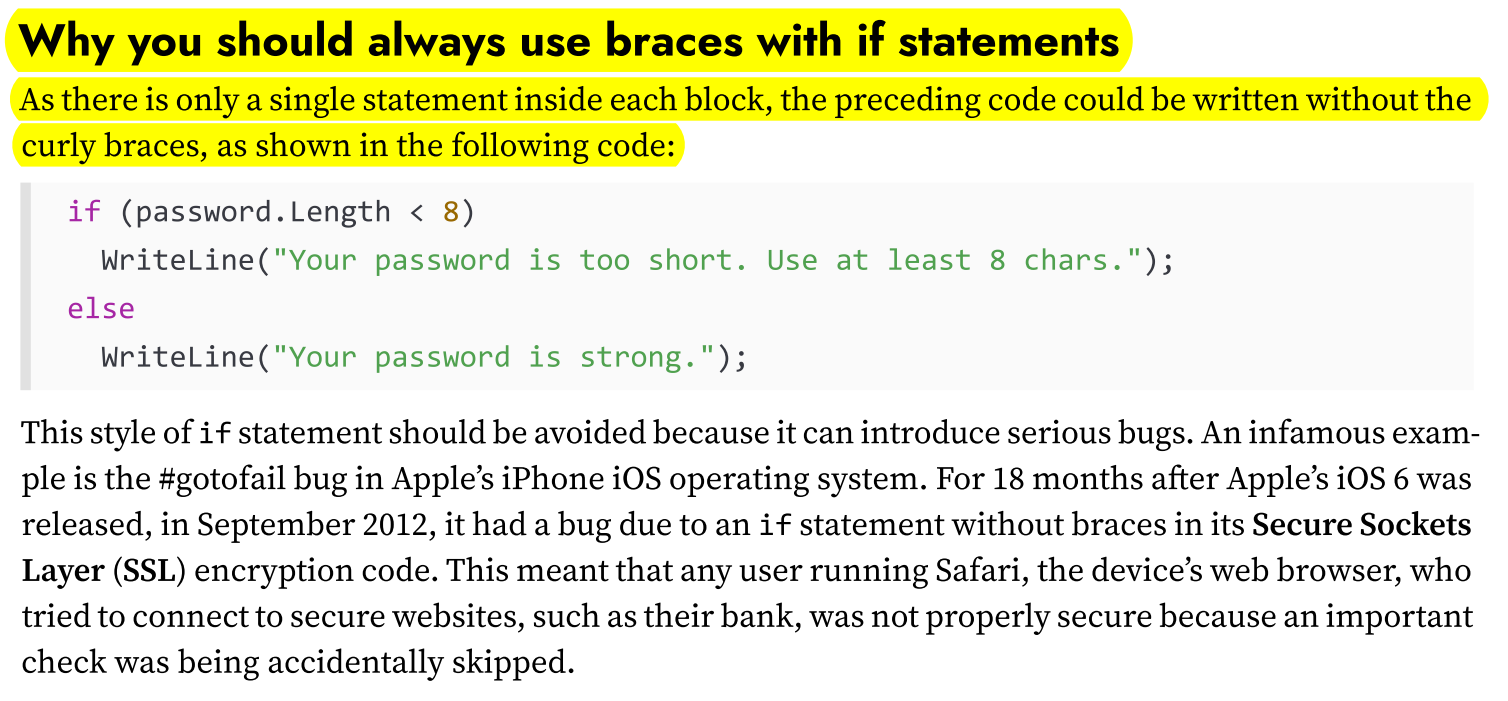 Why you should always use braces with if statements
As there is only a single statement inside each block, the preceding code could be written without the
curly braces, as shown in the following code:
if (password.Length < 8)
  WriteLine("Your password is too short. Use at least 8 chars.");
else
  WriteLine("Your password is strong.");
This style of if statement should be avoided because it can introduce serious bugs. An infamous exam-
ple is the #gotofail bug in Apple’s iPhone iOS operating system. For 18 months after Apple’s iOS 6 was
released, in September 2012, it had a bug due to an if statement without braces in its Secure Sockets
Layer (SSL) encryption code. This meant that any user running Safari, the device’s web browser, who
tried to connect to secure websites, such as their bank, was not properly secure because an important
check was being accidentally skipped.